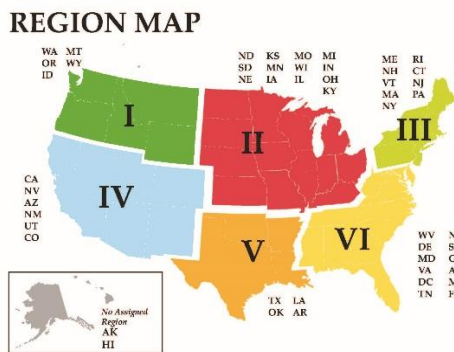 REGION MAP
WA MT
OR WY
ID
ND KS MO MI
SD MN WI IN
NE IA IL OH
KY
ME RI
NH CT
VT NJ
MA PA
NY
I
II
III
CA
NV
AZ
NM
UT
CO
IV
V
VI
WV N
DE S
MD
VA A
DC M
TN F
TX LA
OK AR
No Assigned
Region
AK
HI